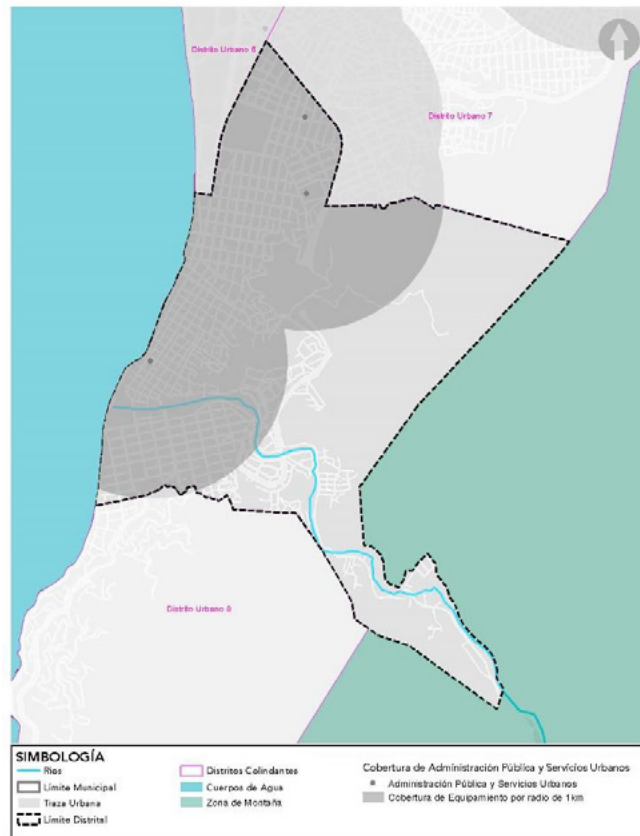 Distrito Urbano 6
Distrito Urbano 7
Distrito Urbano 9
SIMBOLOGÍA
Ríos
Límite Municipal
Traza Urbana
Límite Distrital
Distritos Colindantes
Cuerpos de Agua
Zona de Montaña
Cobertura de Administración Pública y Servicios Urbanos
Administración Pública y Servicios Urbanos
Cobertura de Equipamiento por radio de 1km